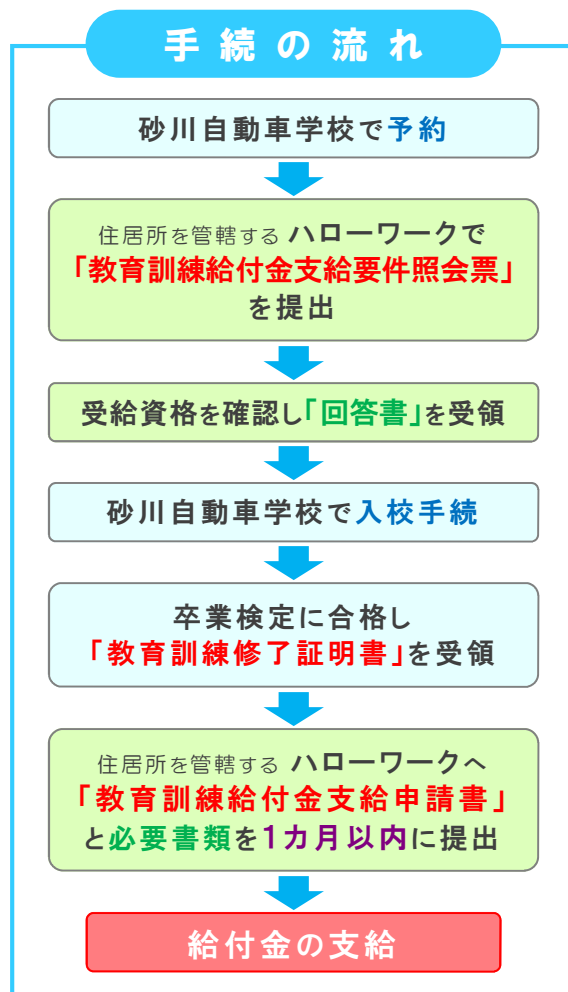 手続の流れ
砂川自動車学校で予約
住居所を管轄する ハローワークで
「教育訓練給付金支給要件照会票」
を提出
受給資格を確認し「回答書」を受領
砂川自動車学校で入校手続
卒業検定に合格し
「教育訓練修了証明書」を受領
住居所を管轄する ハローワークへ
「教育訓練給付金支給申請書」
と必要書類を1カ月以内に提出
給付金の支給